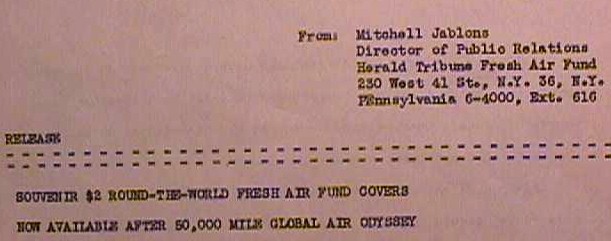 From: Mitchell Jablons
Director of Public Relations
Herald Tribune Fresh Air Fund
230 West 41 St., N.Y. 36, N.Y.
PEnnsylvania 6-4000, Ext. 616
RELEASE
SOUVENIR $2 ROUND-THE-WORLD FRESH AIR FUND COVERS
NOW AVAILABLE AFTER 50,000 MILE GLOBAL AIR ODYSSEY